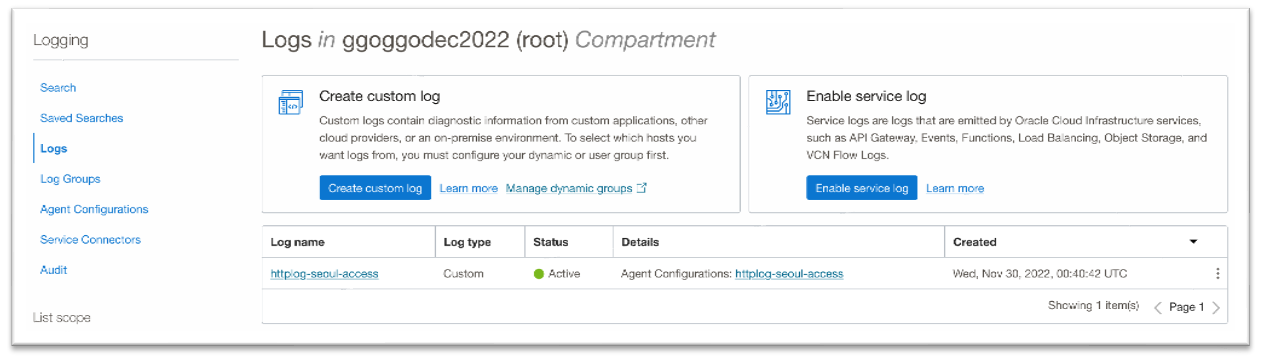 Logging
Search
Saved Searches
Logs
Log Groups
Agent Configurations
Service Connectors
Audit
List scope
Logs in ggoggodec2022 (root) Compartment
Create custom log
Custom logs contain diagnostic information from custom applications, other
cloud providers, or an on-premise environment. To select which hosts you
want logs from, you must configure your dynamic or user group first.
Create custom log Learn more Manage dynamic groups
Enable service log
Service logs are logs that are emitted by Oracle Cloud Infrastructure services,
such as API Gateway, Events, Functions, Load Balancing, Object Storage, and
VCN Flow Logs.
Enable service log Learn more
Log name Log type Status Details Created
httplog-seoul-access Custom Active Agent Configurations: httplog-seoul-access Wed, Nov 30, 2022, 00:40:42 UTC
Showing 1 item(s) Page 1